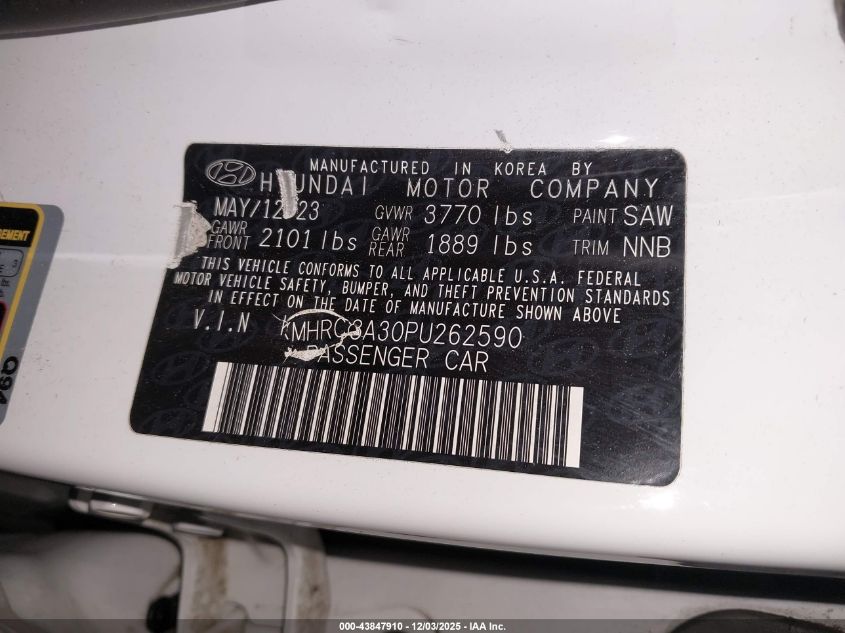 MANUFACTURED IN KOREA BY
HYUNDAI MOTOR COMPANY
MAY/12/23 GVWR 3770 lbs PAINT SAW
GAWR FRONT 2101 lbs GAWR REAR 1889 lbs TRIM NNB
THIS VEHICLE CONFORMS TO ALL APPLICABLE U.S.A. FEDERAL
MOTOR VEHICLE SAFETY, BUMPER, AND THEFT PREVENTION STANDARDS
IN EFFECT ON THE DATE OF MANUFACTURE SHOWN ABOVE
V.I.N KMHRC8A30PU262590
PASSENGER CAR
Q94
000-43847910 - 12/03/2025 - IAA Inc.